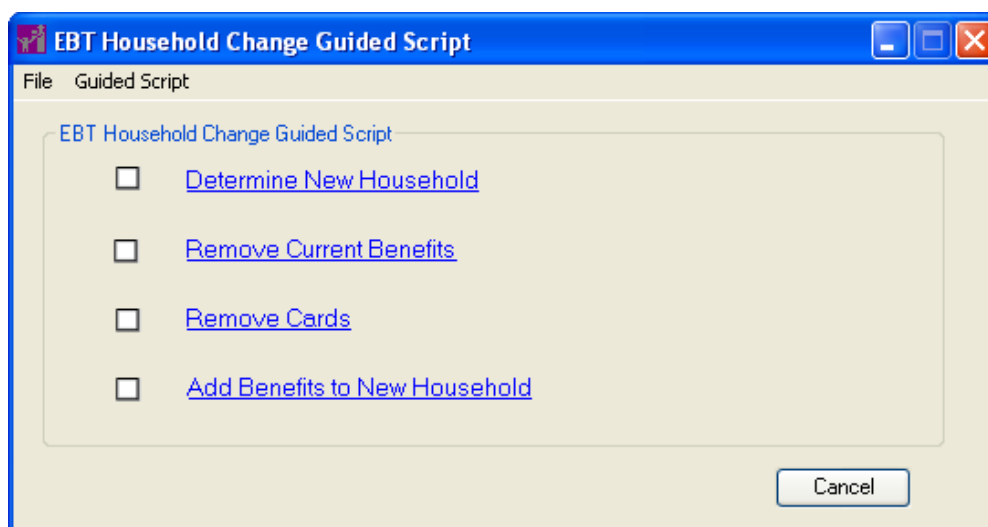 EBT Household Change Guided Script
File Guided Script
EBT Household Change Guided Script
Determine New Household
Remove Current Benefits
Remove Cards
Add Benefits to New Household
Cancel